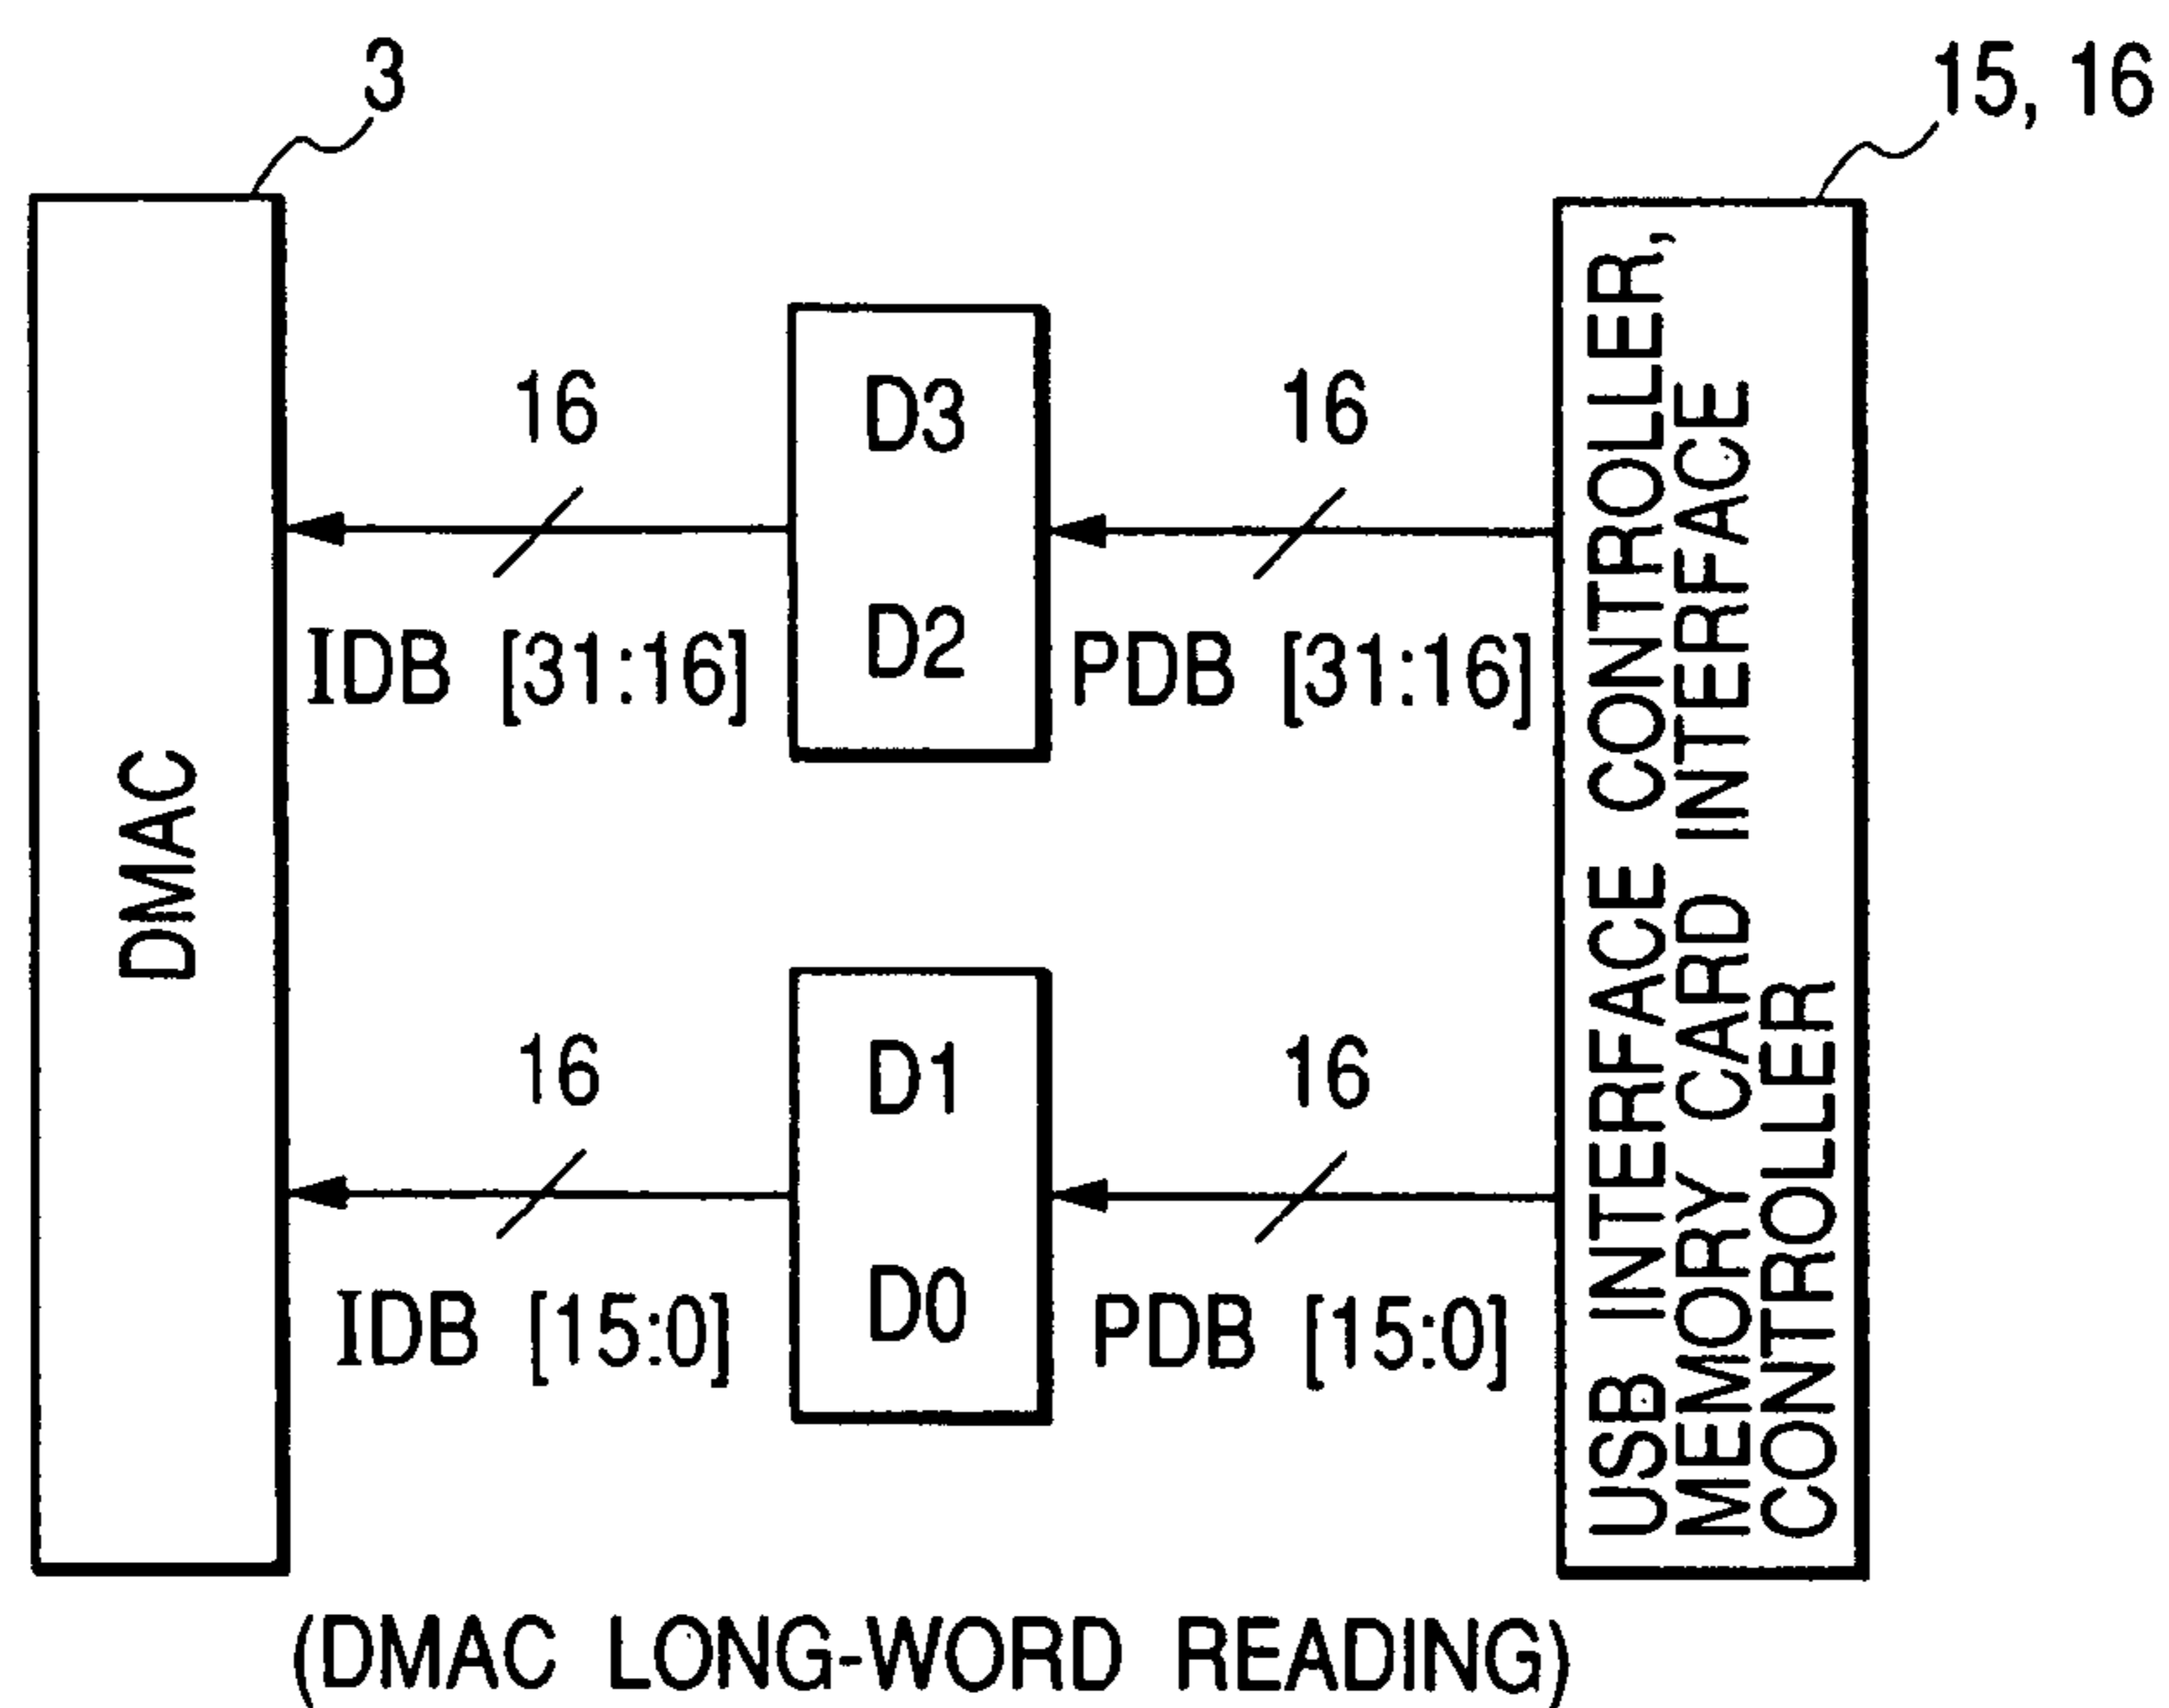 3
15, 16
DMAC
16
D3
16
IDB [31:16]
D2
PDB [31:16]
16
D1
16
IDB [15:0]
D0
PDB [15:0]
USB INTERFACE CONTROLLER,
MEMORY CARD INTERFACE
CONTROLLER
(DMAC LONG-WORD READING)